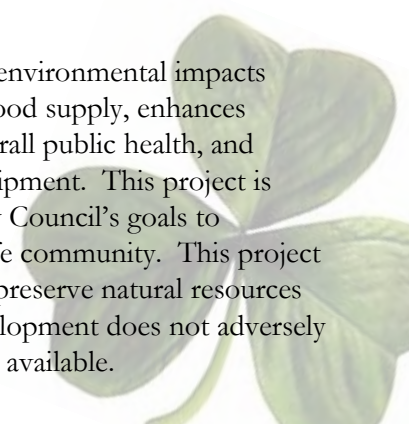 environmental impacts
ood supply, enhances
rall public health, and
ipment. This project is
Council's goals to
fe community. This project
preserve natural resources
lopment does not adversely
available.